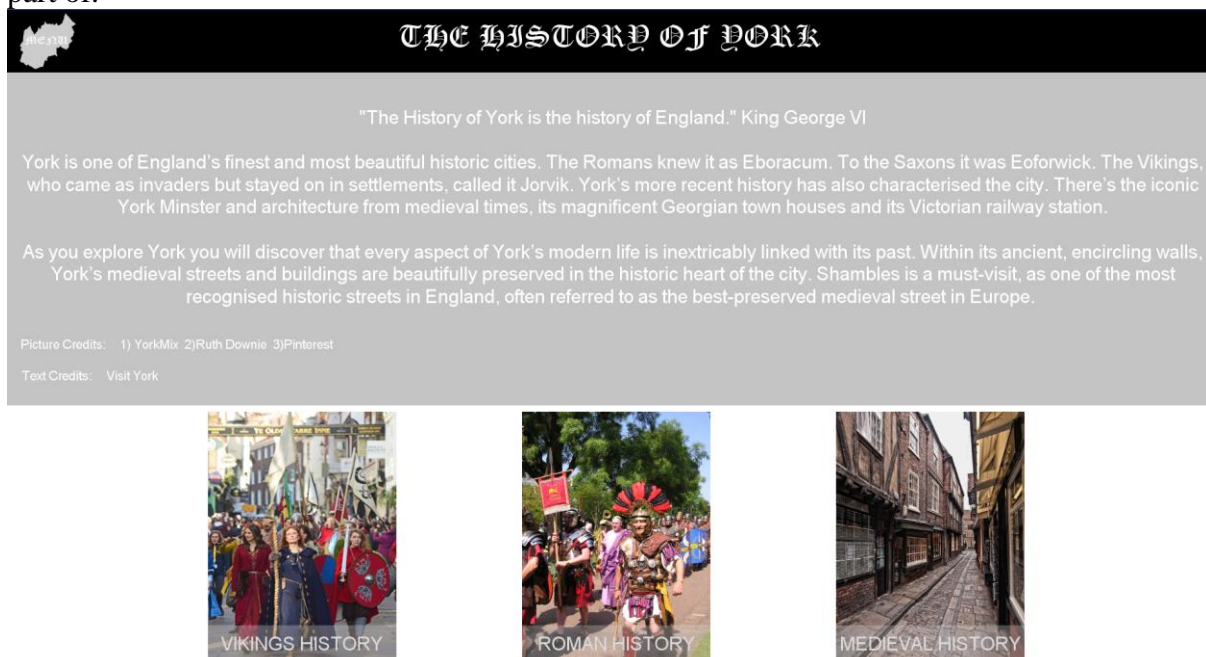 part of.
MENU
THE HISTORY OF YORK
"The History of York is the history of England." King George VI
York is one of England's finest and most beautiful historic cities. The Romans knew it as Eboracum. To the Saxons it was Eoforwick. The Vikings,
who came as invaders but stayed on in settlements, called it Jorvik. York's more recent history has also characterised the city. There's the iconic
York Minster and architecture from medieval times, its magnificent Georgian town houses and its Victorian railway station.
As you explore York you will discover that every aspect of York's modern life is inextricably linked with its past. Within its ancient, encircling walls,
York's medieval streets and buildings are beautifully preserved in the historic heart of the city. Shambles is a must-visit, as one of the most
recognised historic streets in England, often referred to as the best-preserved medieval street in Europe.
Picture Credits: 1) YorkMix 2)Ruth Downie 3)Pinterest
Text Credits: Visit York
YE OLDE STARRE INNE
VIKINGS HISTORY
ROMAN HISTORY
MEDIEVAL HISTORY